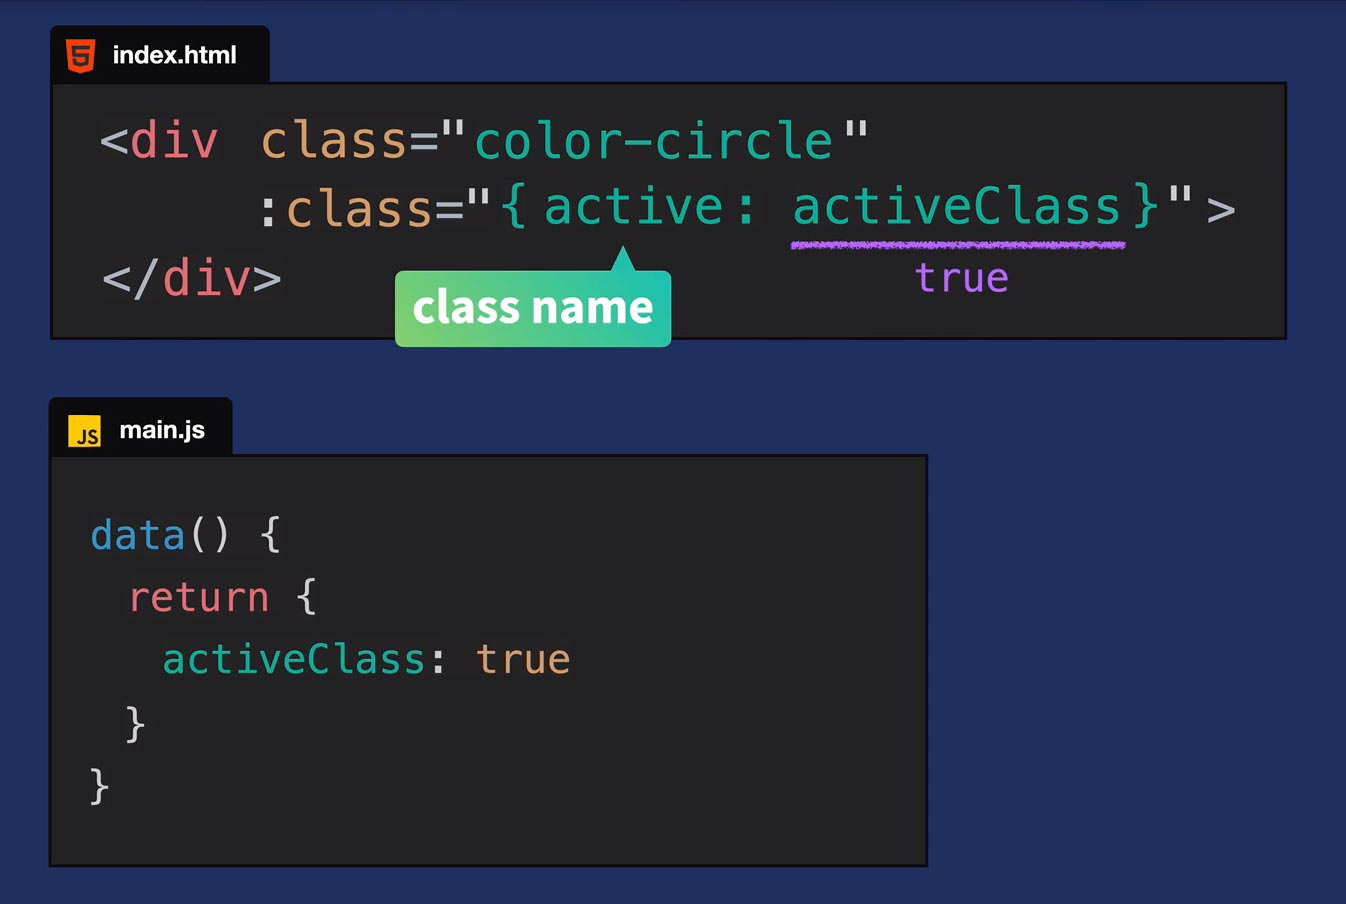 index.html
<div class="color-circle"
:class="{ active: activeClass }">
true
</div>
class name
JS main.js
data() {
return {
activeClass: true
}
}